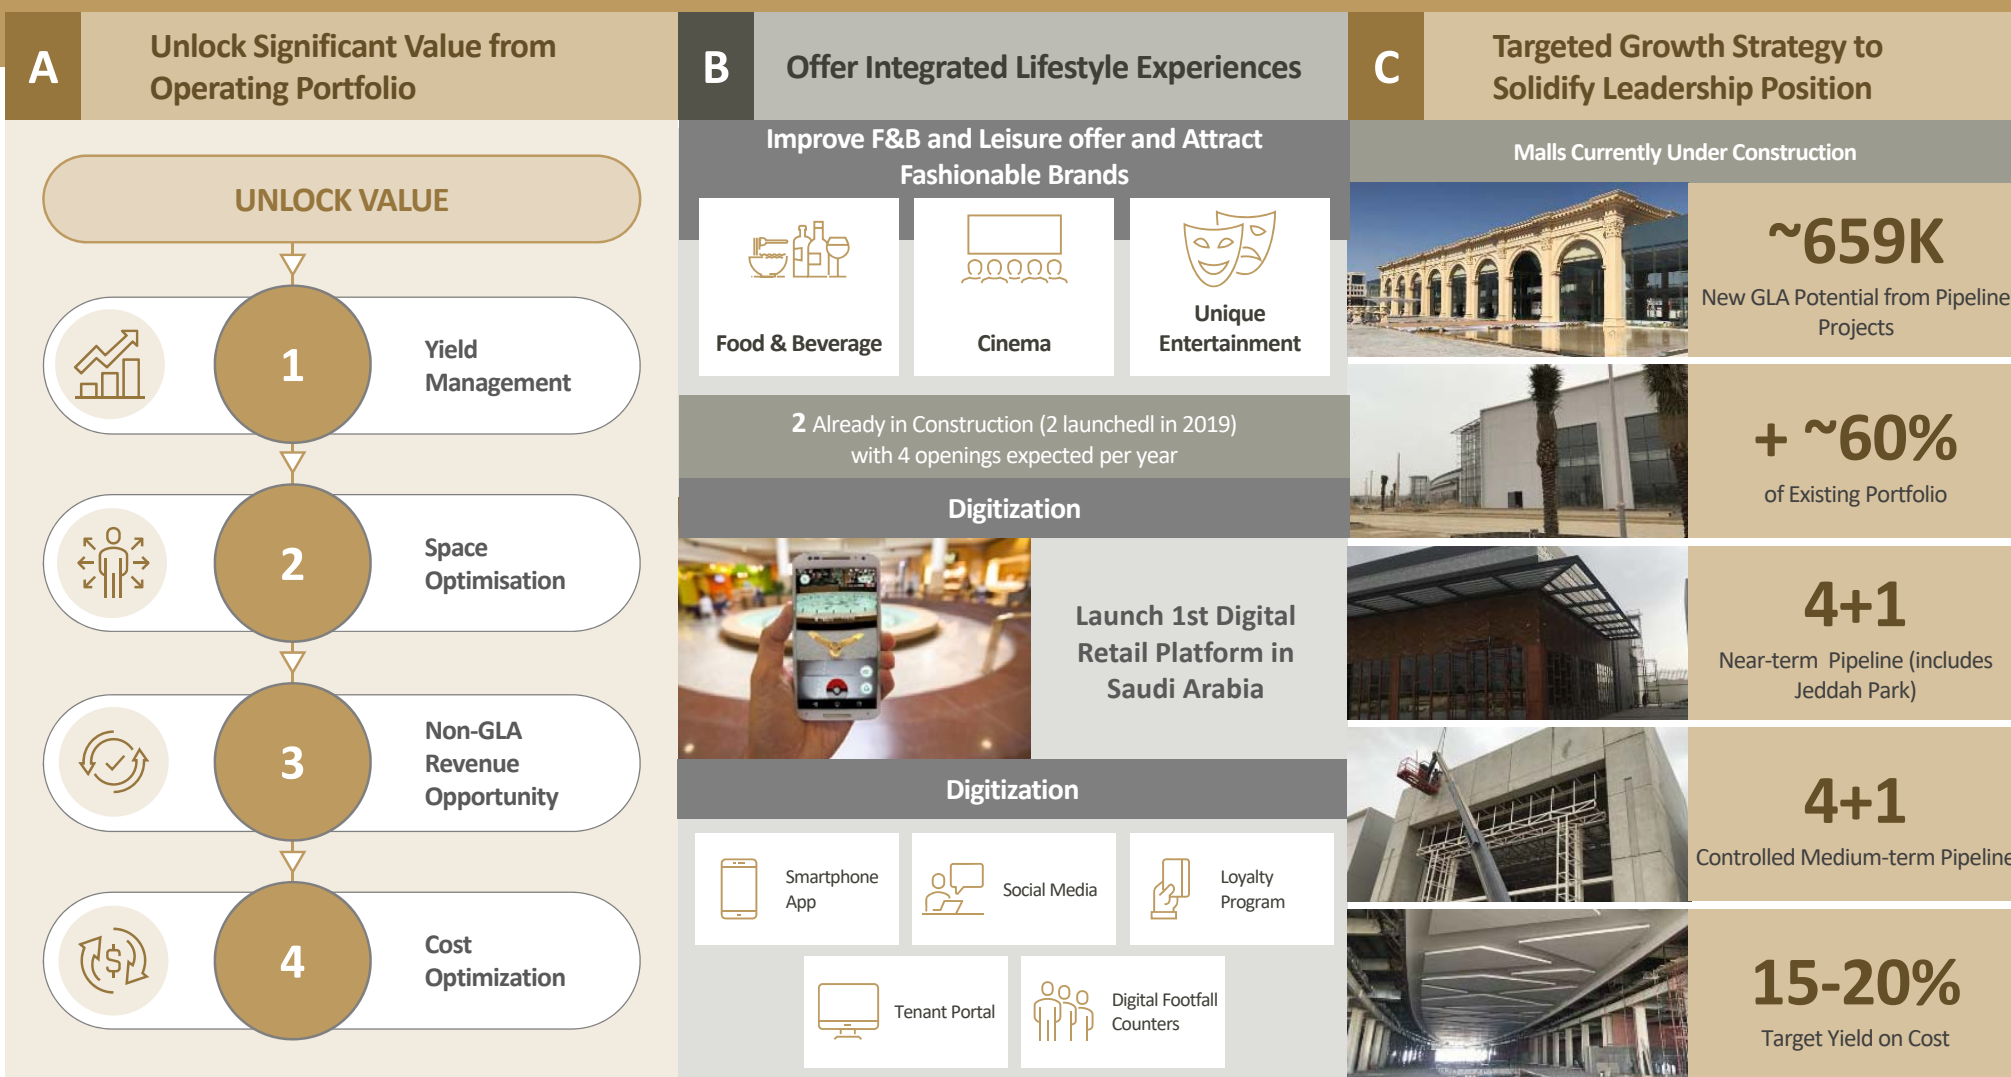 A
Unlock Significant Value from
Operating Portfolio
UNLOCK VALUE
1
Yield
Management
2
Space
Optimisation
3
Non-GLA
Revenue
Opportunity
4
Cost
Optimization
B
Offer Integrated Lifestyle Experiences
Improve F&B and Leisure offer and Attract
Fashionable Brands
Food & Beverage
Cinema
Unique
Entertainment
2 Already in Construction (2 launchedl in 2019)
with 4 openings expected per year
Digitization
Launch 1st Digital
Retail Platform in
Saudi Arabia
Digitization
Smartphone
App
Social Media
Loyalty
Program
Tenant Portal
Digital Footfall
Counters
C
Targeted Growth Strategy to
Solidify Leadership Position
Malls Currently Under Construction
~659K
New GLA Potential from Pipeline
Projects
+ ~60%
of Existing Portfolio
4+1
Near-term Pipeline (includes
Jeddah Park)
4+1
Controlled Medium-term Pipeline
15-20%
Target Yield on Cost